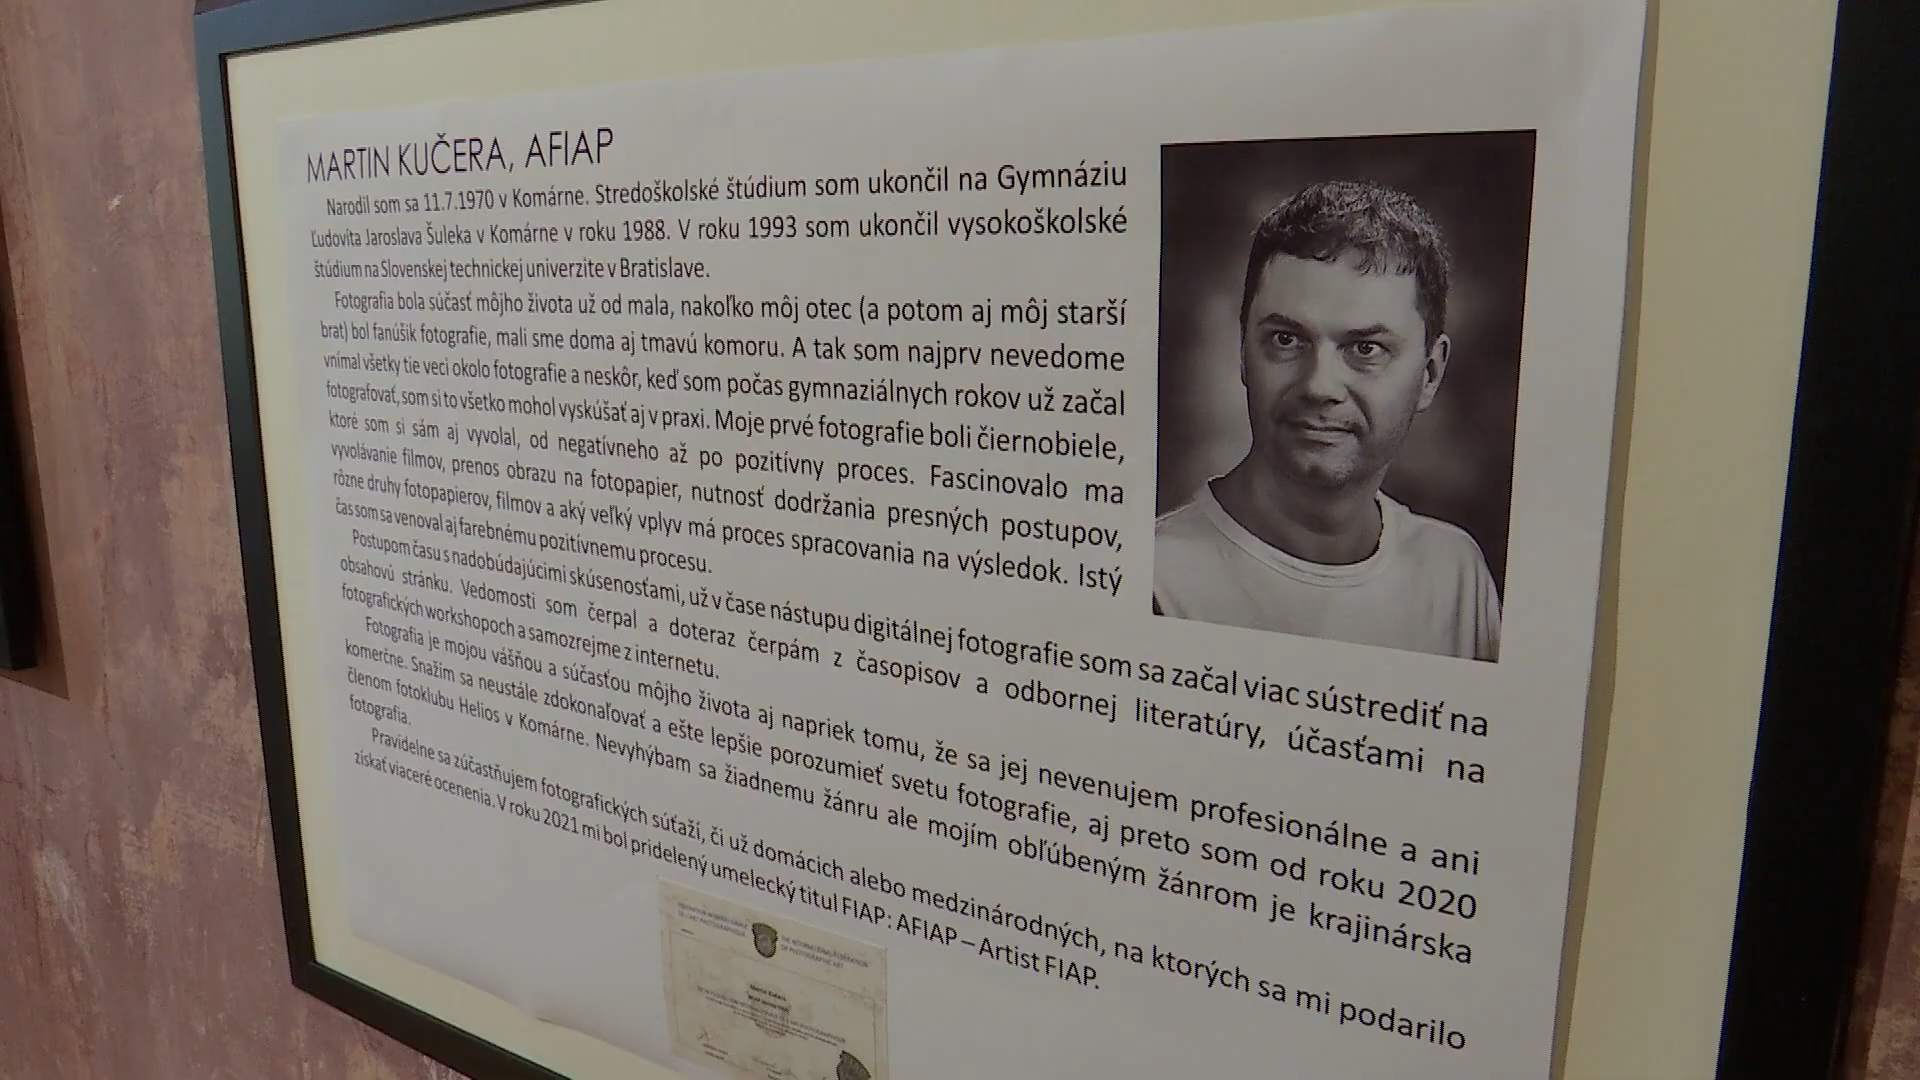 MARTIN KUČERA, AFIAP
Narodil som sa 11.7.1970 v Komárne. Stredoškolské štúdium som ukončil na Gymnáziu
Ľudovíta Jaroslava Šuleka v Komárne v roku 1988. V roku 1993 som ukončil vysokoškolské
štúdium na Slovenskej technickej univerzite v Bratislave.
Fotografia bola súčasť môjho života už od mala, nakoľko môj otec (a potom aj môj starší
brat) bol fanúšik fotografie, mali sme doma aj tmavú komoru. A tak som najprv nevedome
vnímal všetky tie veci okolo fotografie a neskôr, keď som počas gymnaziálnych rokov už začal
fotografovať, som si to všetko mohol vyskúšať aj v praxi. Moje prvé fotografie boli čiernobiele,
ktoré som si sám aj vyvolal, od negatívneho až po pozitívny proces. Fascinovalo ma
vyvolávanie filmov, prenos obrazu na fotopapier, nutnosť dodržania presných postupov,
rôzne druhy fotopapierov, filmov a aký veľký vplyv má proces spracovania na výsledok. Istý
čas som sa venoval aj farebnému pozitívnemu procesu.
Postupom času s nadobúdajúcimi skúsenosťami, už v čase nástupu digitálnej fotografie som sa začal viac sústrediť na
obsahovú stránku. Vedomosti som čerpal a doteraz čerpám z časopisov a odbornej literatúry, účasťami na
fotografických workshopoch a samozrejme z internetu.
Fotografia je mojou vášňou a súčasťou môjho života aj napriek tomu, že sa jej nevenujem profesionálne a ani
komerčne. Snažím sa neustále zdokonaľovať a ešte lepšie porozumieť svetu fotografie, aj preto som od roku 2020
členom fotoklubu Helios v Komárne. Nevyhýbam sa žiadnemu žánru ale mojím obľúbeným žánrom je krajinárska
fotografia.
Pravidelne sa zúčastňujem fotografických súťaží, či už domácich alebo medzinárodných, na ktorých sa mi podarilo
získať viaceré ocenenia. V roku 2021 mi bol pridelený umelecký titul FIAP: AFIAP – Artist FIAP.
Martin Kučera